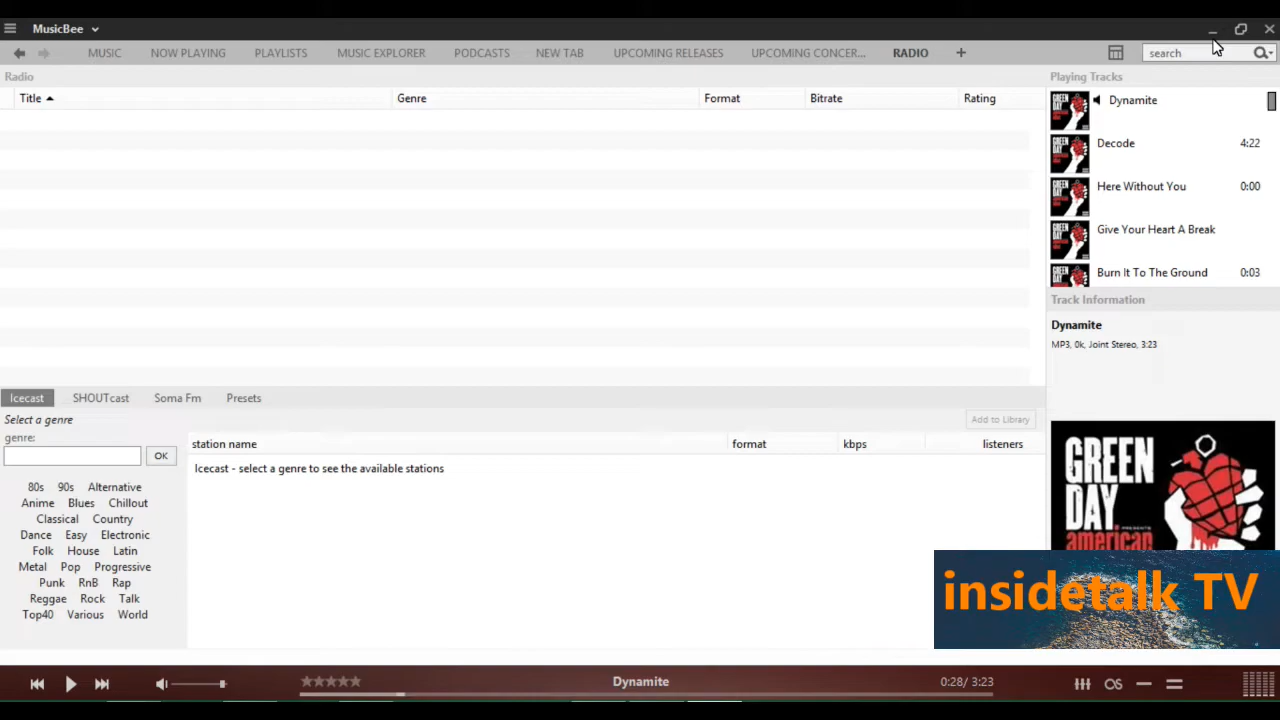 MusicBee
MUSIC NOW PLAYING PLAYLISTS MUSIC EXPLORER PODCASTS NEW TAB UPCOMING RELEASES UPCOMING CONCER... RADIO + search
Radio
Title Genre Format Bitrate Rating
Playing Tracks
Dynamite
Decode 4:22
Here Without You 0:00
Give Your Heart A Break
Burn It To The Ground 0:03
Track Information
Dynamite
MP3, 0k, Joint Stereo, 3:23
Icecast SHOUTcast Soma Fm Presets
Select a genre
Add to Library
genre:
OK
station name format kbps listeners
Icecast - select a genre to see the available stations
80s 90s Alternative
Anime Blues Chillout
Classical Country
Dance Easy Electronic
Folk House Latin
Metal Pop Progressive
Punk RnB Rap
Reggae Rock Talk
Top40 Various World
GREEN
DAY
american
insidetalk TV
Dynamite
0:28/ 3:23